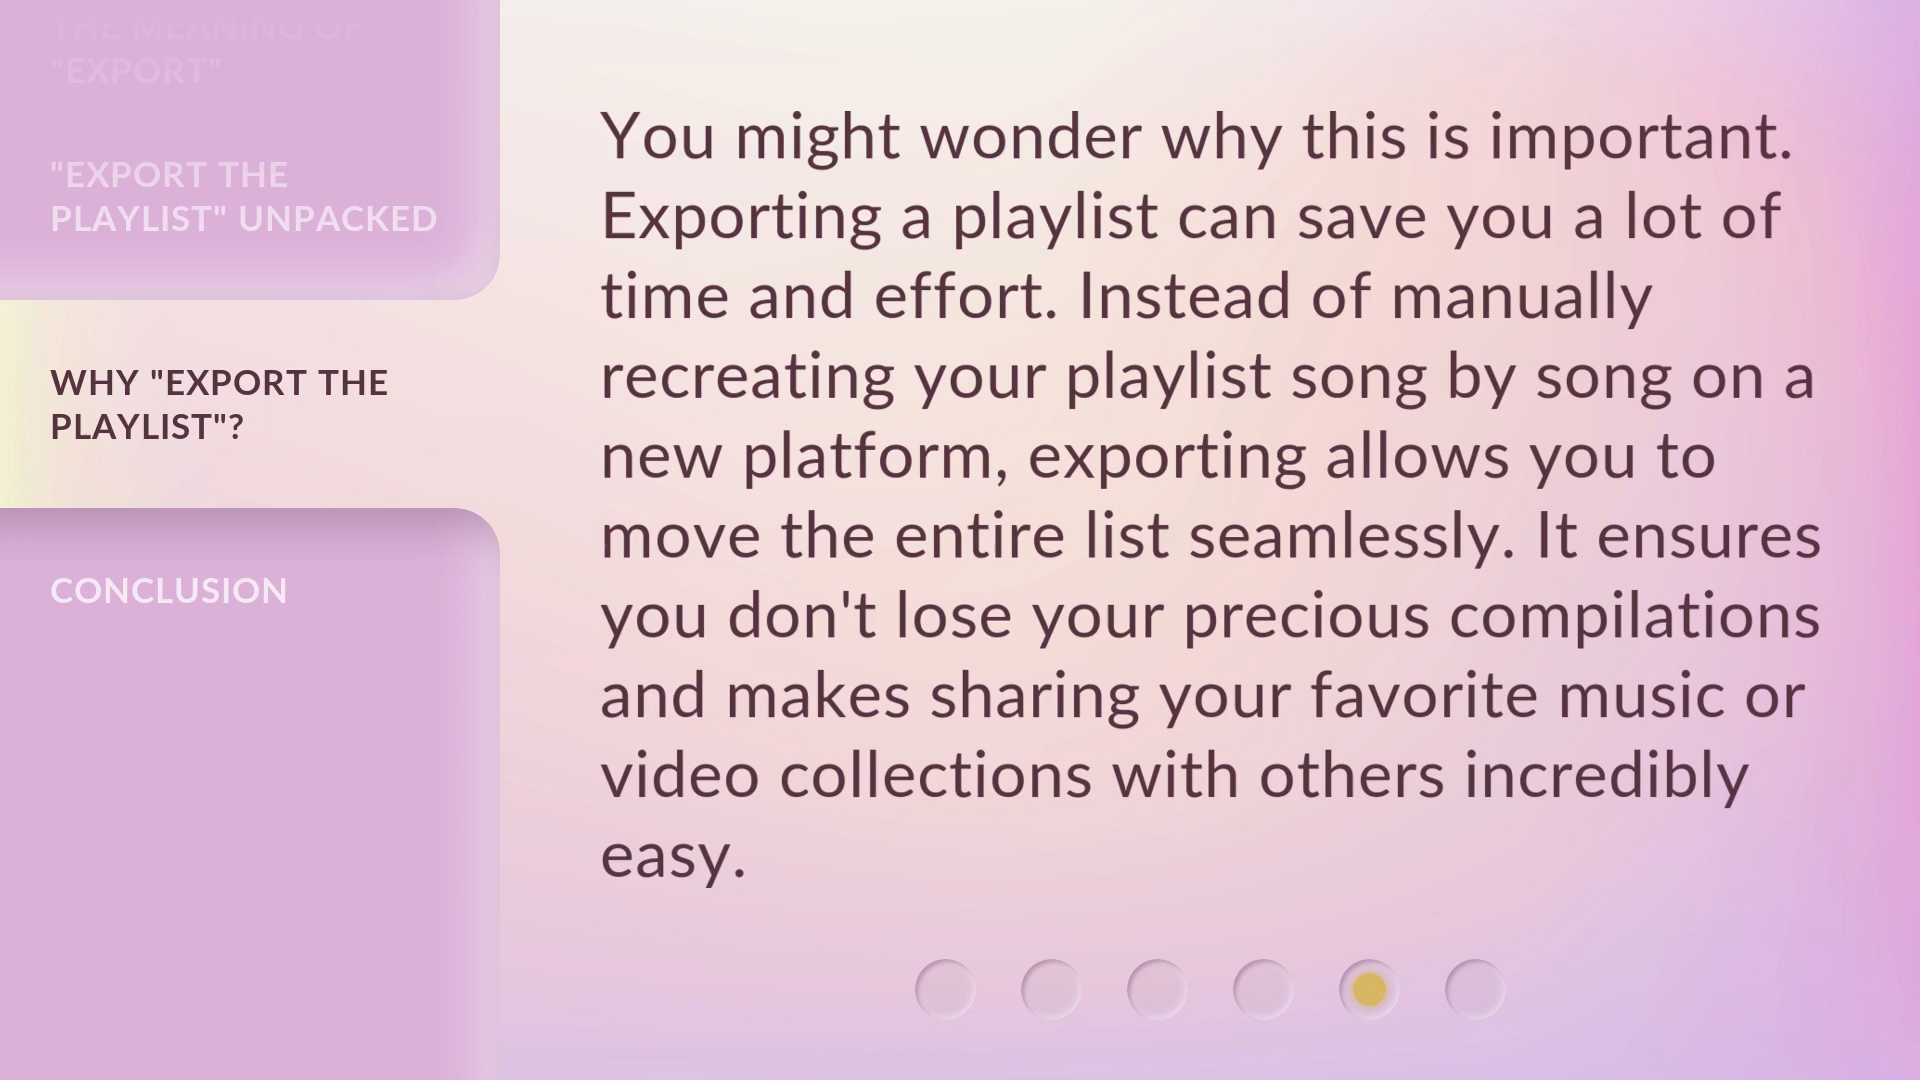 THE MEANING OF
"EXPORT"
"EXPORT THE
PLAYLIST" UNPACKED
WHY "EXPORT THE
PLAYLIST"?
CONCLUSION
You might wonder why this is important.
Exporting a playlist can save you a lot of
time and effort. Instead of manually
recreating your playlist song by song on a
new platform, exporting allows you to
move the entire list seamlessly. It ensures
you don't lose your precious compilations
and makes sharing your favorite music or
video collections with others incredibly
easy.